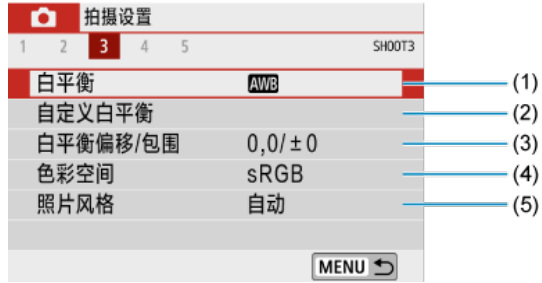 拍摄设置
1 2 3 4 5 SHOOT3
白平衡 AWB (1)
自定义白平衡 (2)
白平衡偏移/包围 0,0/±0 (3)
色彩空间 sRGB (4)
照片风格 自动 (5)
MENU